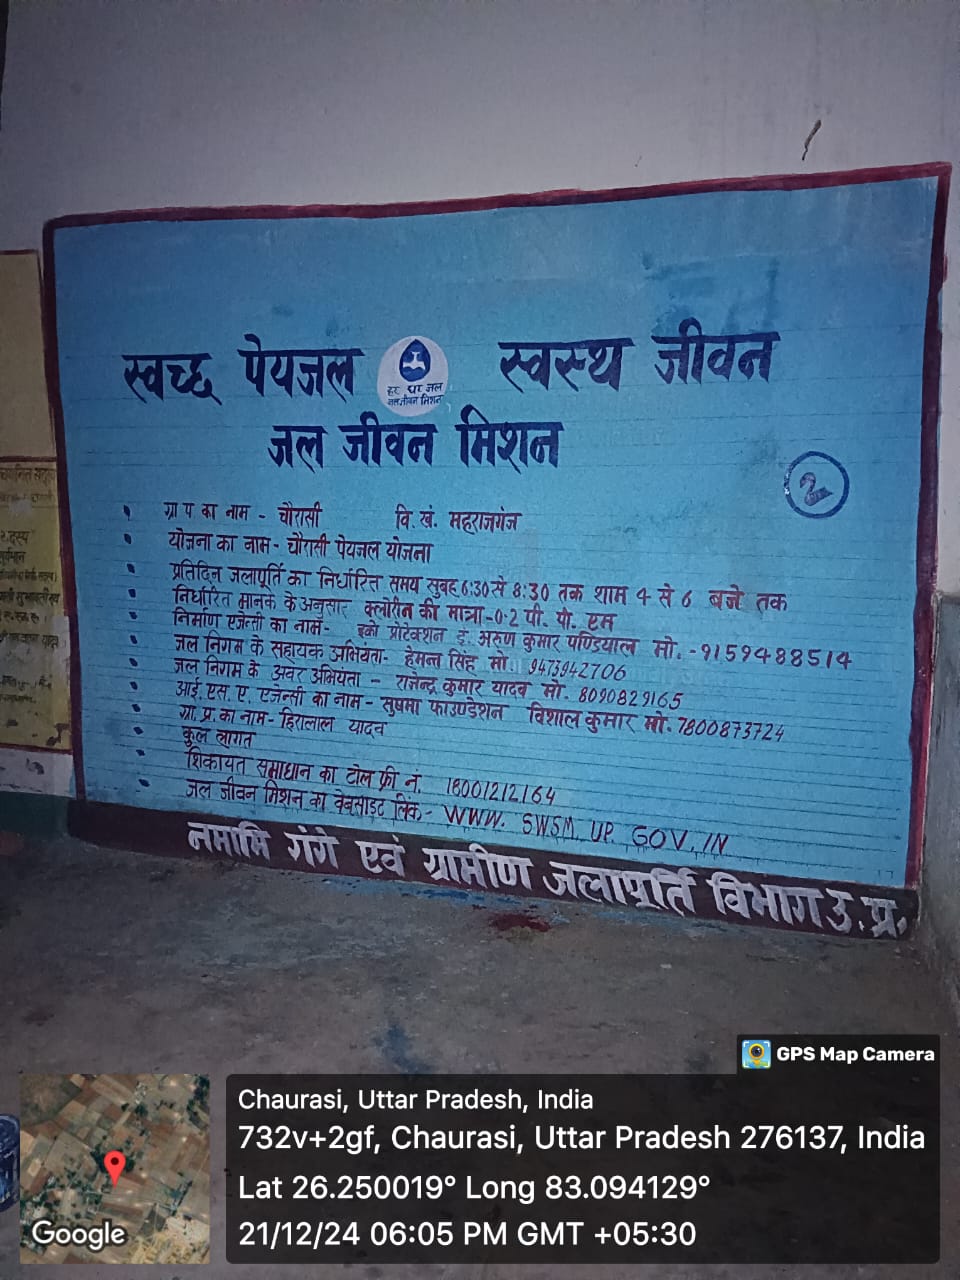 स्वच्छ पेयजल स्वस्थ जीवन
हर घर जल
जल जीवन मिशन
जल जीवन मिशन
2
ग्रा प का नाम - चौरासी वि. खं. महराजगंज
योजना का नाम - चौरासी पेयजल योजना
प्रतिदिन जलापूर्ति का निर्धारित समय सुबह 6:30 से 8:30 तक शाम 4 से 6 बजे तक
निर्धारित मानक के अनुसार क्लोरीन की मात्रा -0.2 पी. पी. एम
निर्माण एजेन्सी का नाम - इको प्रोटेक्शन ई. अरुण कुमार पण्डियाल मो. -9159488514
जल निगम के सहायक अभियंता - हेमन्त सिंह मो. 9473942706
जल निगम के अवर अभियंता - राजेन्द्र कुमार यादव मो. 8090829165
आई. एस. ए. एजेन्सी का नाम - सुषमा फाउण्डेशन विशाल कुमार मो. 7800873724
ग्रा. प्र. का नाम - हिरालाल यादव
कुल लागत
शिकायत समाधान का टोल फ्री नं. 18001212164
जल जीवन मिशन का वेबसाइट लिंक - WWW. SWSM. UP. GOV. IN
नमामि गंगे एवं ग्रामीण जलापूर्ति विभाग उ. प्र.
GPS Map Camera
Chaurasi, Uttar Pradesh, India
732v+2gf, Chaurasi, Uttar Pradesh 276137, India
Lat 26.250019° Long 83.094129°
21/12/24 06:05 PM GMT +05:30
Google